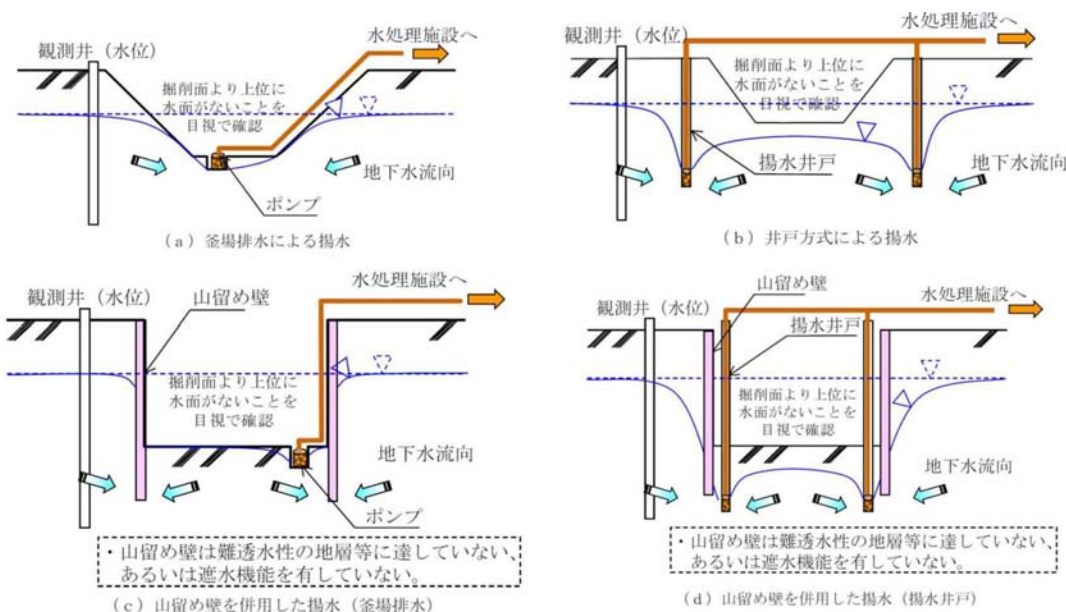 水処理施設へ
観測井（水位）
掘削面より上位に
水面がないことを
目視で確認
地下水流向
ポンプ
（a）釜場排水による揚水
水処理施設へ
観測井（水位）
掘削面より上位に
水面がないことを
目視で確認
揚水井戸
地下水流向
（b）井戸方式による揚水
水処理施設へ
観測井（水位）
山留め壁
掘削面より上位に
水面がないことを
目視で確認
地下水流向
ポンプ
・山留め壁は難透水性の地層等に達していない、
あるいは遮水機能を有していない。
（c）山留め壁を併用した揚水（釜場排水）
山留め壁
水処理施設へ
観測井（水位）
揚水井戸
掘削面より上位に
水面がないことを
目視で確認
地下水流向
・山留め壁は難透水性の地層等に達していない、
あるいは遮水機能を有していない。
（d）山留め壁を併用した揚水（揚水井戸）